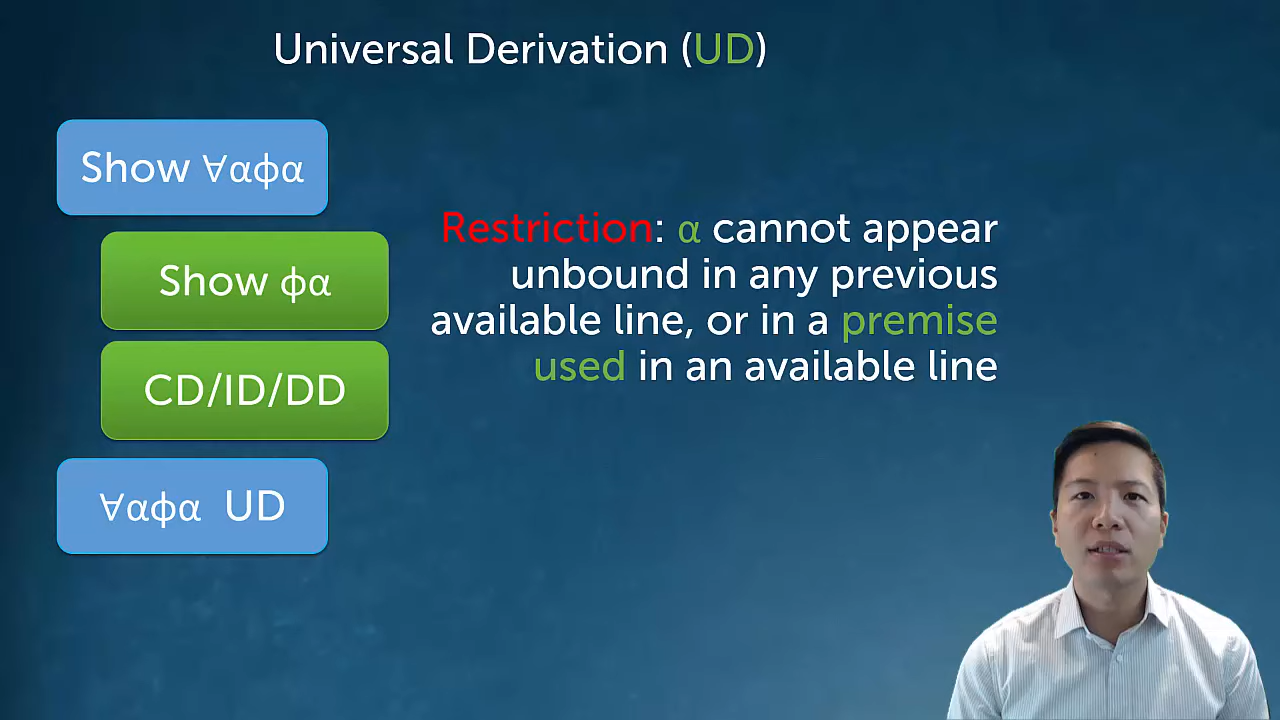 Universal Derivation (UD)
Show ∀αϕα
Show ϕα
CD/ID/DD
∀αϕα UD
Restriction: α cannot appear
unbound in any previous
available line, or in a premise
used in an available line